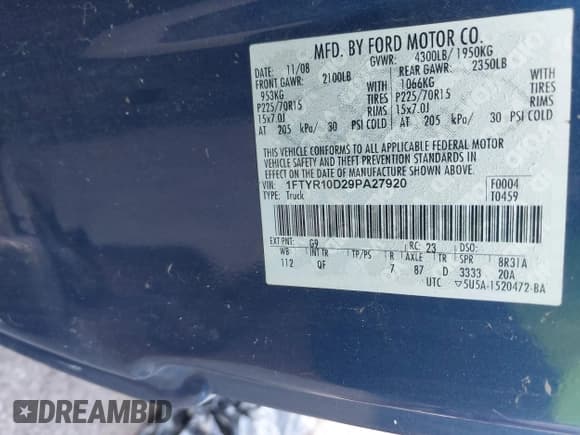 MFD. BY FORD MOTOR CO.
DATE: 11/08 GVWR: 4300LB/1950KG
FRONT GAWR: 2100LB REAR GAWR: 2350LB
953KG WITH 1066KG WITH
P225/70R15 TIRES P225/70R15 TIRES
15x7.0J RIMS 15x7.0J RIMS
AT 205 kPa/ 30 PSI COLD AT 205 kPa/ 30 PSI COLD
THIS VEHICLE CONFORMS TO ALL APPLICABLE FEDERAL MOTOR
VEHICLE SAFETY AND THEFT PREVENTION STANDARDS IN
EFFECT ON THE DATE OF MANUFACTURE SHOWN ABOVE.
VIN: 1FTYR10D29PA27920 F0004
TYPE: Truck T0459
EXT PNT: G9 RC: 23 DSO:
WB INT TR TP/PS R AXLE TR SPR 8R31A
112 QF 7 87 D 3333 20A
UTC ▽5U5A-1520472-BA
DREAMBID